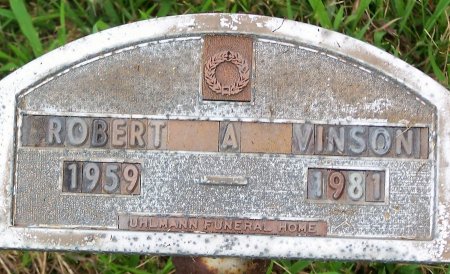 ROBERT A VINSON
1959 — 1981
UHLMANN FUNERAL HOME